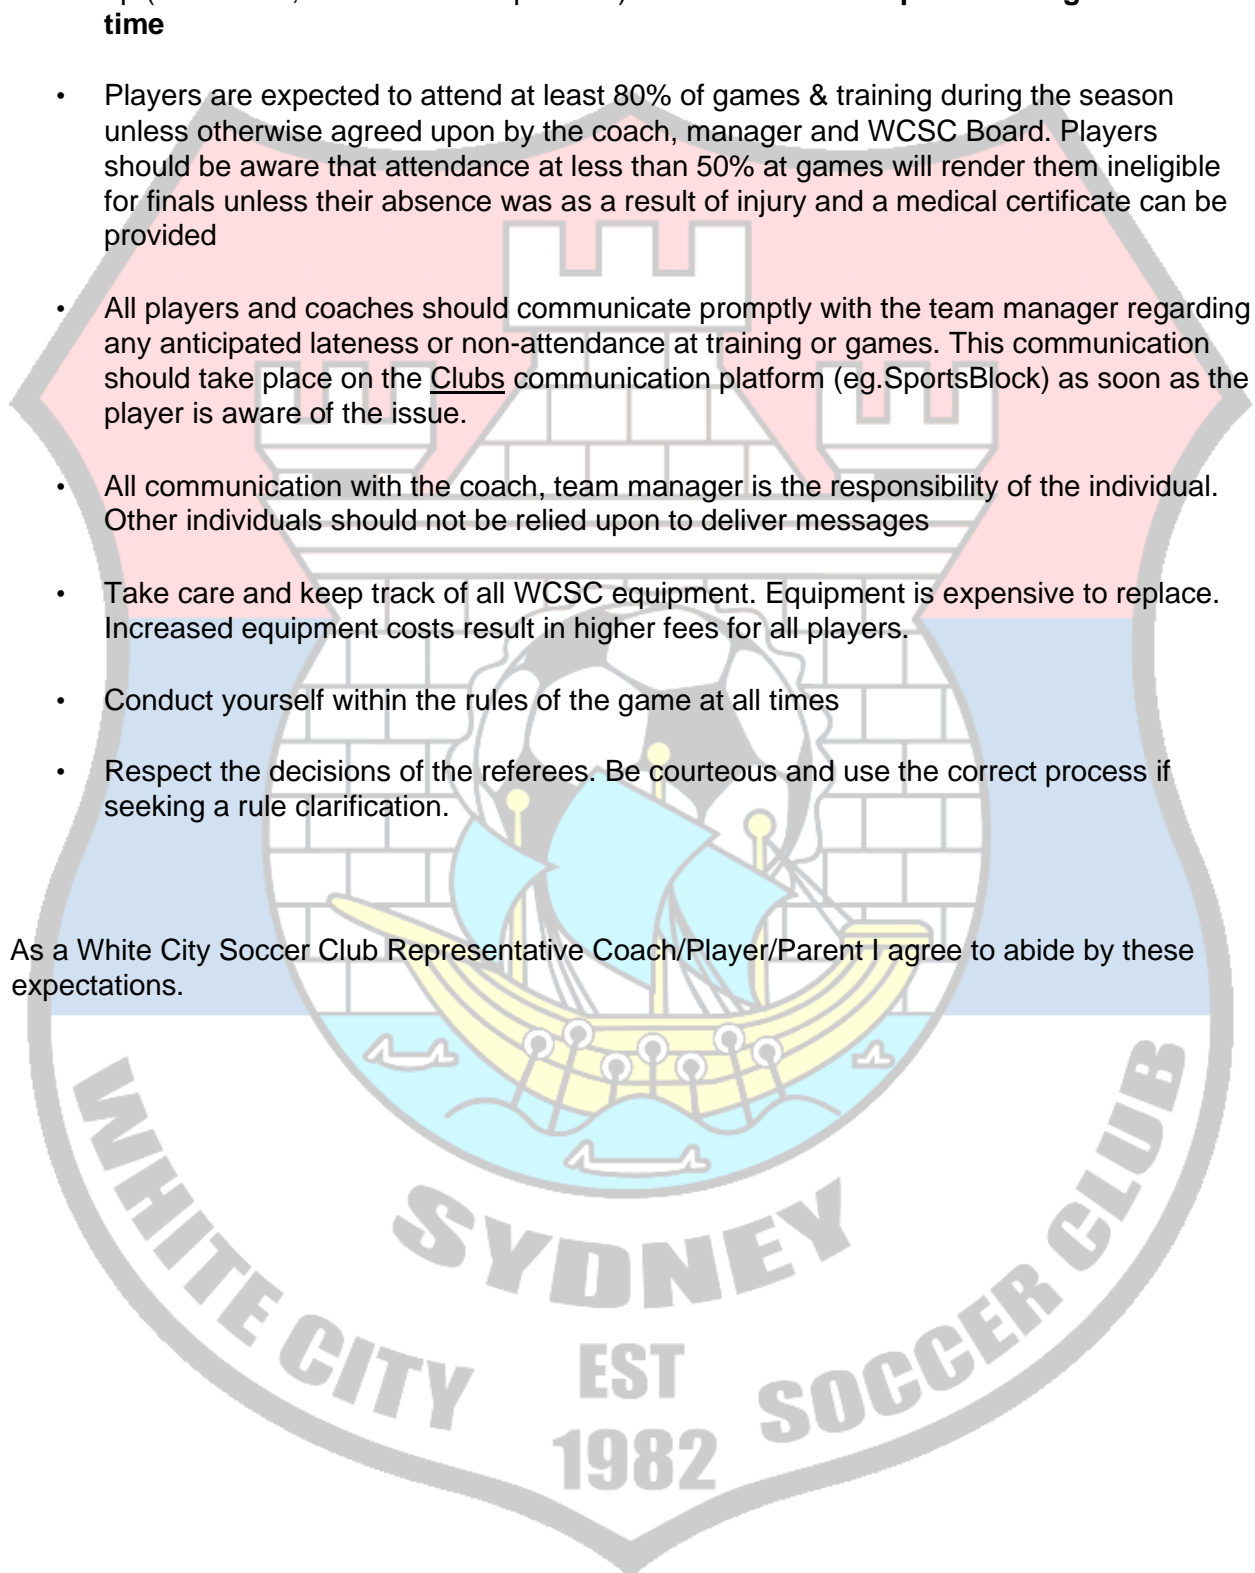 time
• Players are expected to attend at least 80% of games & training during the season
unless otherwise agreed upon by the coach, manager and WCSC Board. Players
should be aware that attendance at less than 50% at games will render them ineligible
for finals unless their absence was as a result of injury and a medical certificate can be
provided
• All players and coaches should communicate promptly with the team manager regarding
any anticipated lateness or non-attendance at training or games. This communication
should take place on the Clubs communication platform (eg.SportsBlock) as soon as the
player is aware of the issue.
• All communication with the coach, team manager is the responsibility of the individual.
Other individuals should not be relied upon to deliver messages
• Take care and keep track of all WCSC equipment. Equipment is expensive to replace.
Increased equipment costs result in higher fees for all players.
• Conduct yourself within the rules of the game at all times
• Respect the decisions of the referees. Be courteous and use the correct process if
seeking a rule clarification.
As a White City Soccer Club Representative Coach/Player/Parent I agree to abide by these
expectations.
SYDNEY
WHITE CITY SOCCER CLUB
EST
1982